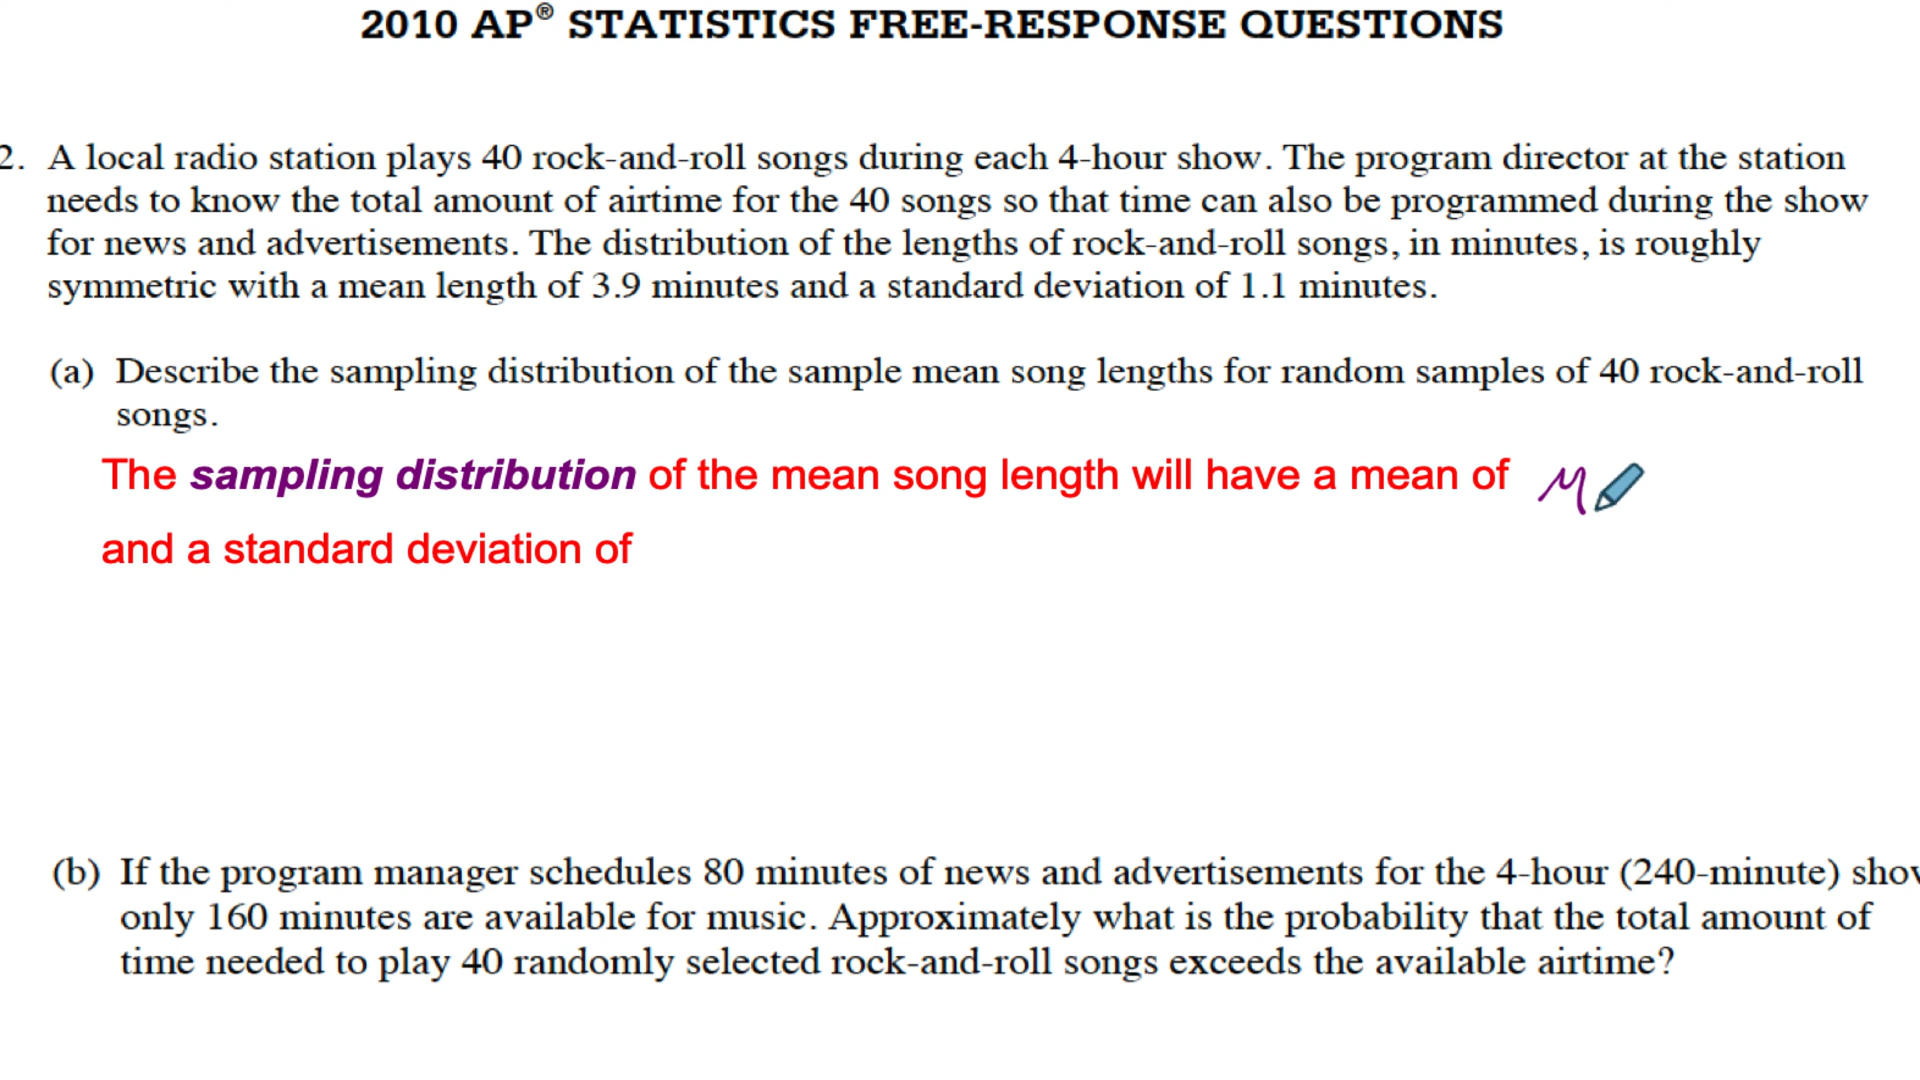 2010 AP® STATISTICS FREE-RESPONSE QUESTIONS
2. A local radio station plays 40 rock-and-roll songs during each 4-hour show. The program director at the station
needs to know the total amount of airtime for the 40 songs so that time can also be programmed during the show
for news and advertisements. The distribution of the lengths of rock-and-roll songs, in minutes, is roughly
symmetric with a mean length of 3.9 minutes and a standard deviation of 1.1 minutes.
(a) Describe the sampling distribution of the sample mean song lengths for random samples of 40 rock-and-roll
songs.
The sampling distribution of the mean song length will have a mean of μ
and a standard deviation of
(b) If the program manager schedules 80 minutes of news and advertisements for the 4-hour (240-minute)
only 160 minutes are available for music. Approximately what is the probability that the total amount of
time needed to play 40 randomly selected rock-and-roll songs exceeds the available airtime?